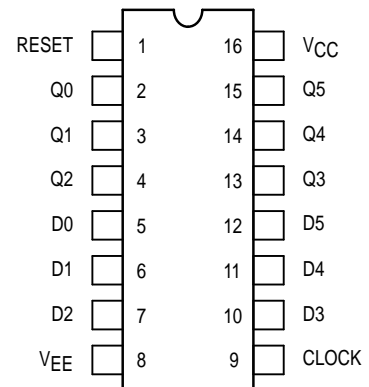 RESET 1 16 VCC
Q0 2 15 Q5
Q1 3 14 Q4
Q2 4 13 Q3
D0 5 12 D5
D1 6 11 D4
D2 7 10 D3
VEE 8 9 CLOCK